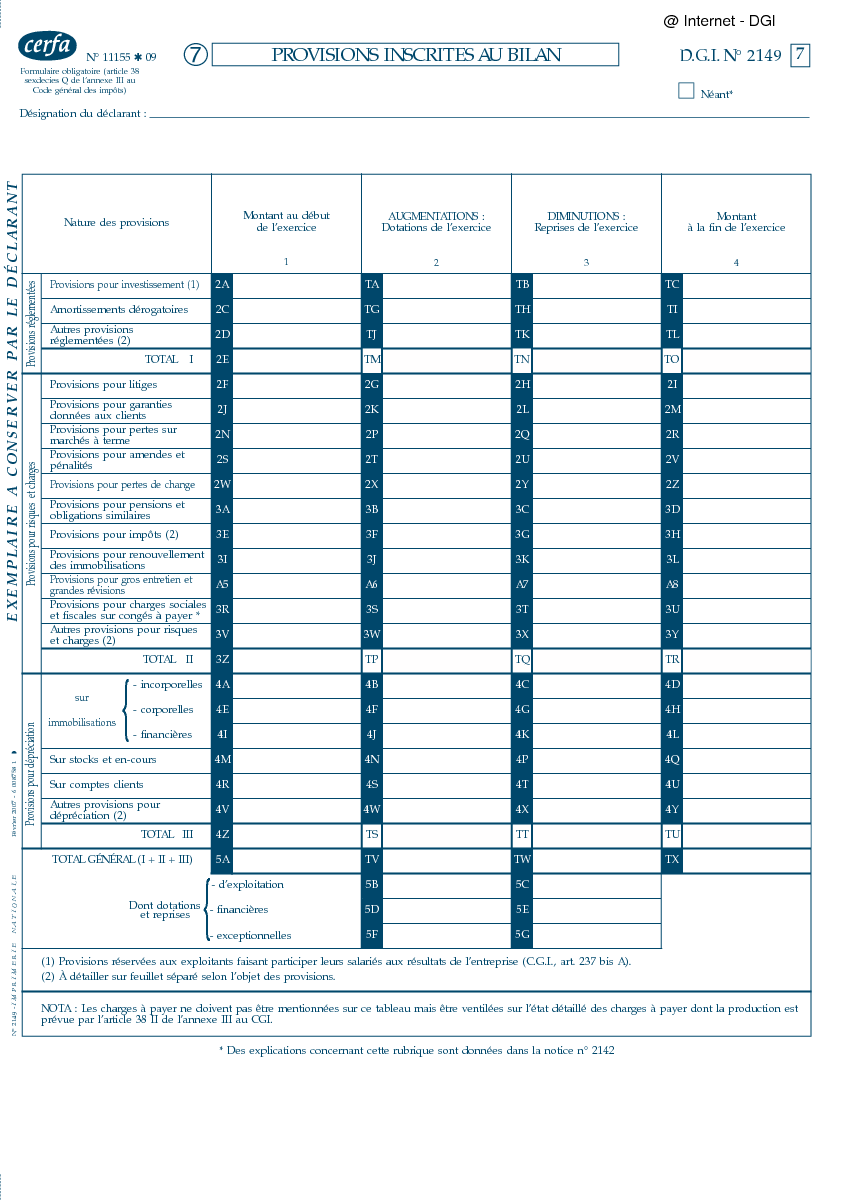 @ Internet - DGI
cerfa
N° 11155 ✱ 09
7
PROVISIONS INSCRITES AU BILAN
D.G.I. N° 2149
7
Formulaire obligatoire (article 38
sexdecies Q de l'annexe III au
Code général des impôts)
Néant*
Désignation du déclarant :
EXEMPLAIRE A CONSERVER PAR LE DÉCLARANT
Nature des provisions
Montant au début
de l'exercice
1
AUGMENTATIONS :
Dotations de l'exercice
2
DIMINUTIONS :
Reprises de l'exercice
3
Montant
à la fin de l'exercice
4
Provisions réglementées
Provisions pour investissement (1) 2A TA TB TC
Amortissements dérogatoires 2C TG TH TI
Autres provisions
réglementées (2) 2D TJ TK TL
TOTAL I 2E TM TN TO
Provisions pour risques et charges
Provisions pour litiges 2F 2G 2H 2I
Provisions pour garanties
données aux clients 2J 2K 2L 2M
Provisions pour pertes sur
marchés à terme 2N 2P 2Q 2R
Provisions pour amendes et
pénalités 2S 2T 2U 2V
Provisions pour pertes de change 2W 2X 2Y 2Z
Provisions pour pensions et
obligations similaires 3A 3B 3C 3D
Provisions pour impôts (2) 3E 3F 3G 3H
Provisions pour renouvellement
des immobilisations 3I 3J 3K 3L
Provisions pour gros entretien et
grandes révisions A5 A6 A7 A8
Provisions pour charges sociales
et fiscales sur congés à payer * 3R 3S 3T 3U
Autres provisions pour risques
et charges (2) 3V 3W 3X 3Y
TOTAL II 3Z TP TQ TR
Provisions pour dépréciation
sur
immobilisations
- incorporelles 4A 4B 4C 4D
- corporelles 4E 4F 4G 4H
- financières 4I 4J 4K 4L
Sur stocks et en-cours 4M 4N 4P 4Q
Sur comptes clients 4R 4S 4T 4U
Autres provisions pour
dépréciation (2) 4V 4W 4X 4Y
TOTAL III 4Z TS TT TU
TOTAL GÉNÉRAL (I + II + III) 5A TV TW TX
Dont dotations
et reprises
- d'exploitation 5B 5C
- financières 5D 5E
- exceptionnelles 5F 5G
(1) Provisions réservées aux exploitants faisant participer leurs salariés aux résultats de l'entreprise (C.G.I., art. 237 bis A).
(2) À détailler sur feuillet séparé selon l'objet des provisions.
NOTA : Les charges à payer ne doivent pas être mentionnées sur ce tableau mais être ventilées sur l'état détaillé des charges à payer dont la production est
prévue par l'article 38 II de l'annexe III au CGI.
* Des explications concernant cette rubrique sont données dans la notice n° 2142
N° 2149 - IMPRIMERIE NATIONALE
Février 2007